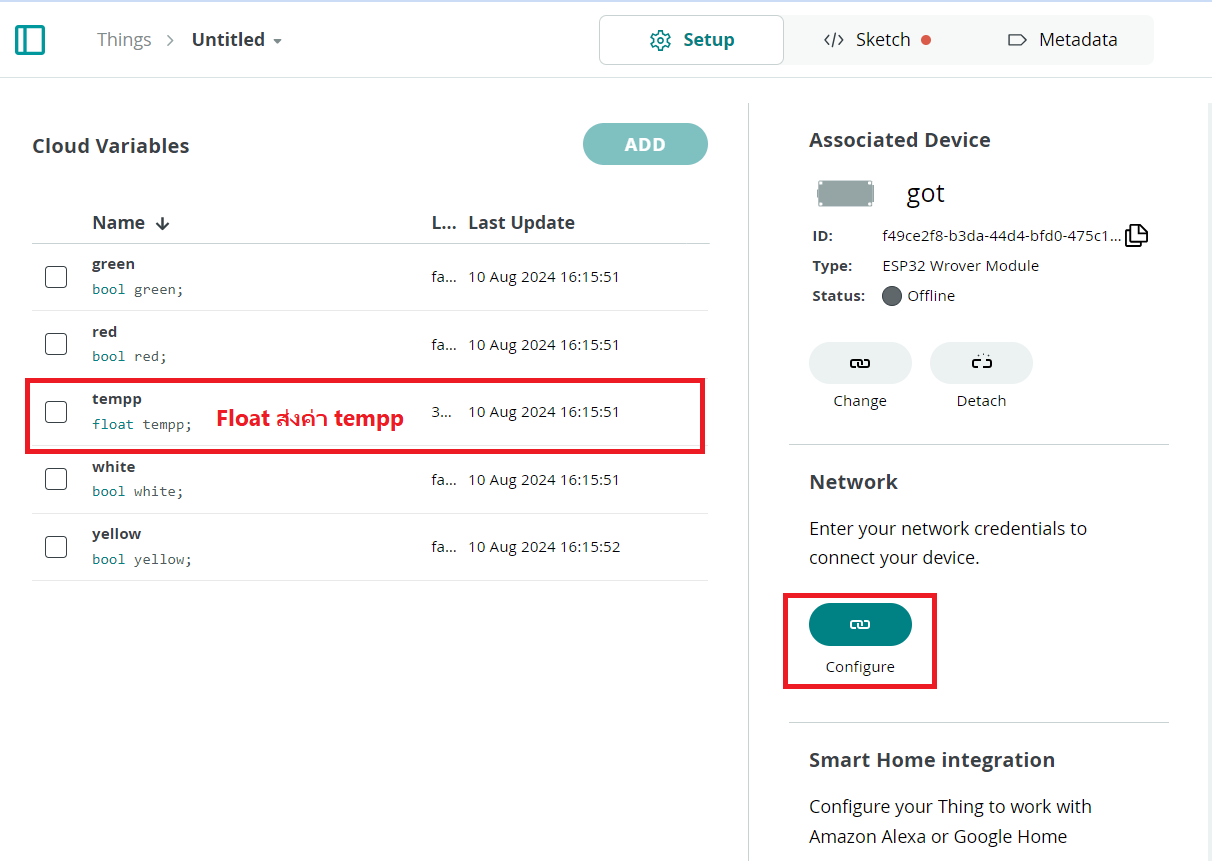 Things > Untitled
Setup
</> Sketch
Metadata
Cloud Variables
ADD
Name ↓ L... Last Update
green
bool green;
fa... 10 Aug 2024 16:15:51
red
bool red;
fa... 10 Aug 2024 16:15:51
tempp
float tempp;
Float ส่งค่า tempp
3... 10 Aug 2024 16:15:51
white
bool white;
fa... 10 Aug 2024 16:15:51
yellow
bool yellow;
fa... 10 Aug 2024 16:15:52
Associated Device
got
ID: f49ce2f8-b3da-44d4-bfd0-475c1...
Type: ESP32 Wrover Module
Status: Offline
Change
Detach
Network
Enter your network credentials to
connect your device.
Configure
Smart Home integration
Configure your Thing to work with
Amazon Alexa or Google Home